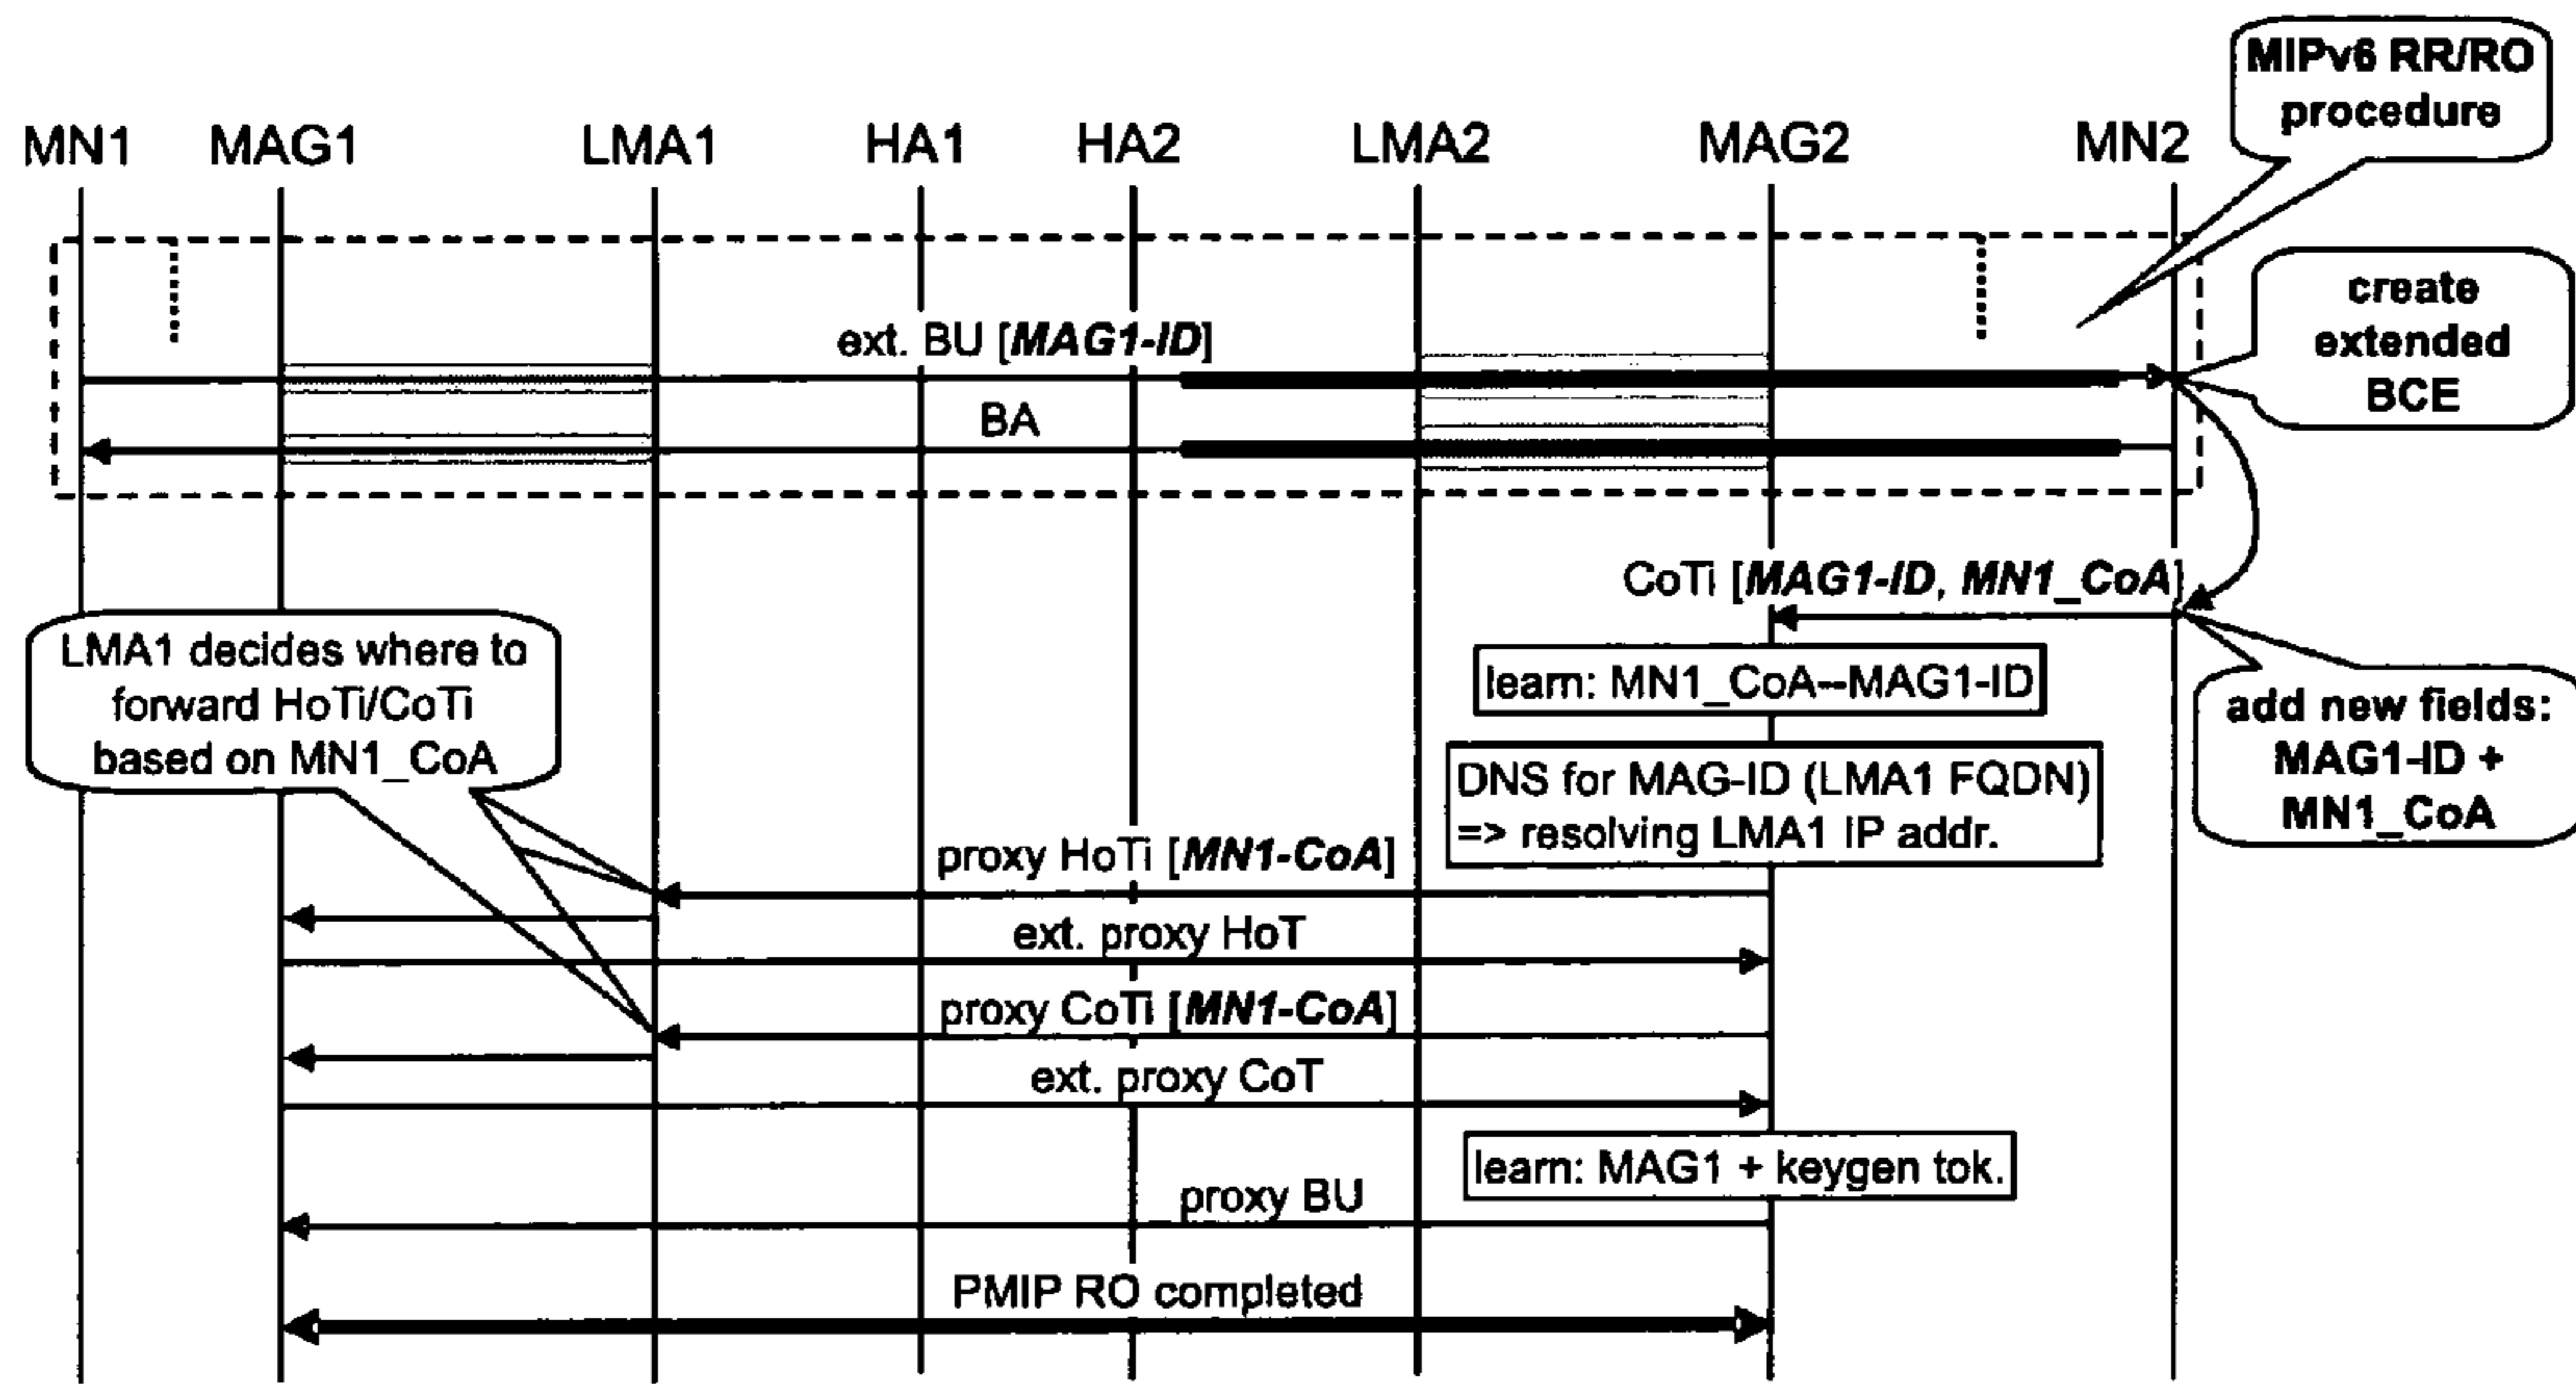 MIPv6 RR/RO
procedure
MN1 MAG1 LMA1 HA1 HA2 LMA2 MAG2 MN2
create
extended
BCE
ext. BU [MAG1-ID]
BA
CoTi [MAG1-ID, MN1_CoA]
LMA1 decides where to
forward HoTi/CoTi
based on MN1_CoA
learn: MN1_CoA--MAG1-ID
add new fields:
MAG1-ID +
MN1_CoA
DNS for MAG-ID (LMA1 FQDN)
=> resolving LMA1 IP addr.
proxy HoTi [MN1-CoA]
ext. proxy HoT
proxy CoTi [MN1-CoA]
ext. proxy CoT
learn: MAG1 + keygen tok.
proxy BU
PMIP RO completed